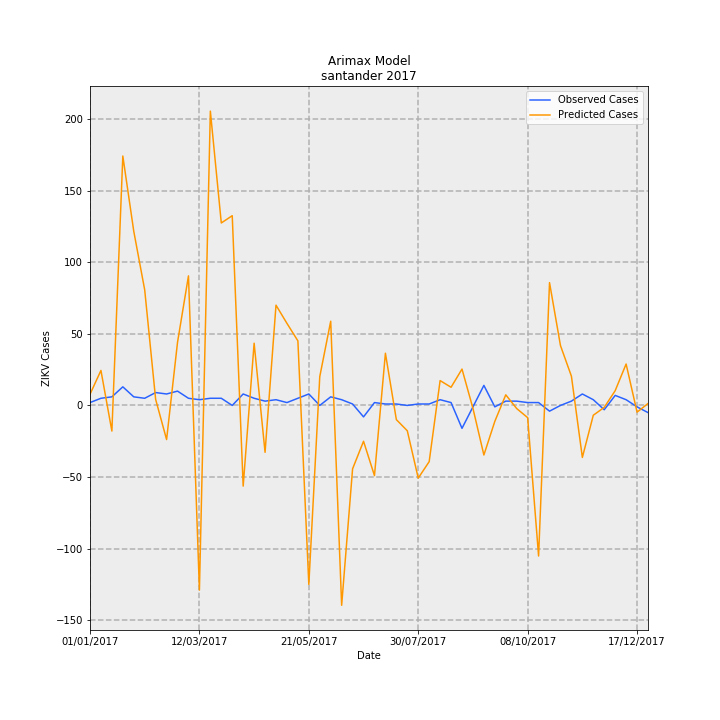 Arimax Model
santander 2017
Observed Cases
Predicted Cases
ZIKV Cases
200
150
100
50
0
−50
−100
−150
01/01/2017
12/03/2017
21/05/2017
30/07/2017
08/10/2017
17/12/2017
Date